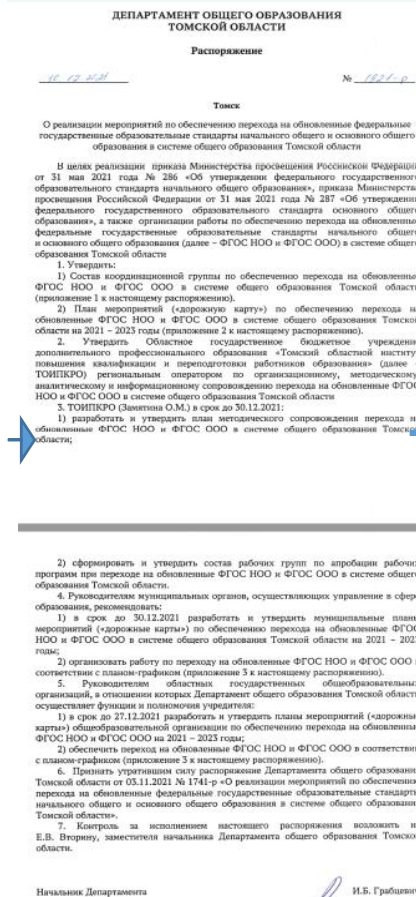 ДЕПАРТАМЕНТ ОБЩЕГО ОБРАЗОВАНИЯ
ТОМСКОЙ ОБЛАСТИ
Распоряжение
№
Томск
О реализации мероприятий по обеспечению перехода на обновленные федеральные
государственные образовательные стандарты начального общего и основного общего
образования в системе общего образования Томской области
В целях реализации приказа Министерства просвещения Российской Федерации
от 31 мая 2021 года № 286 «Об утверждении федерального государственного
образовательного стандарта начального общего образования», приказа Министерства
просвещения Российской Федерации от 31 мая 2021 года № 287 «Об утверждении
федерального государственного образовательного стандарта основного общего
образования», а также организации работы по обеспечению перехода на обновленные
федеральные государственные образовательные стандарты начального общего
и основного общего образования (далее – ФГОС НОО и ФГОС ООО) в системе общего
образования Томской области
1. Утвердить:
1) Состав координационной группы по обеспечению перехода на обновленные
ФГОС НОО и ФГОС ООО в системе общего образования Томской области
(приложение 1 к настоящему распоряжению).
2) План мероприятий («дорожную карту») по обеспечению перехода на
обновленные ФГОС НОО и ФГОС ООО в системе общего образования Томской
области на 2021 – 2023 годы (приложение 2 к настоящему распоряжению).
2. Утвердить Областное государственное бюджетное учреждение
дополнительного профессионального образования «Томский областной институт
повышения квалификации и переподготовки работников образования» (далее –
ТОИПКРО) региональным оператором по организационному, методическому,
аналитическому и информационному сопровождению перехода на обновленные ФГОС
НОО и ФГОС ООО в системе общего образования Томской области
3. ТОИПКРО (Замятина О.М.) в срок до 30.12.2021:
1) разработать и утвердить план методического сопровождения перехода на
обновленные ФГОС НОО и ФГОС ООО в системе общего образования Томской
области;
2) сформировать и утвердить состав рабочих групп по апробации рабочих
программ при переходе на обновленные ФГОС НОО и ФГОС ООО в системе общего
образования Томской области.
4. Руководителям муниципальных органов, осуществляющих управление в сфере
образования, рекомендовать:
1) в срок до 30.12.2021 разработать и утвердить муниципальные планы
мероприятий («дорожные карты») по обеспечению перехода на обновленные ФГОС
НОО и ФГОС ООО в системе общего образования Томской области на 2021 – 2023
годы;
2) организовать работу по переходу на обновленные ФГОС НОО и ФГОС ООО в
соответствии с планом-графиком (приложение 3 к настоящему распоряжению).
5. Руководителям областных государственных общеобразовательных
организаций, в отношении которых Департамент общего образования Томской области
осуществляет функции и полномочия учредителя:
1) в срок до 27.12.2021 разработать и утвердить планы мероприятий («дорожные
карты») общеобразовательной организации по обеспечению перехода на обновленные
ФГОС НОО и ФГОС ООО на 2021 – 2023 годы;
2) обеспечить переход на обновленные ФГОС НОО и ФГОС ООО в соответствии
с планом-графиком (приложение 3 к настоящему распоряжению).
6. Признать утратившим силу распоряжение Департамента общего образования
Томской области от 03.11.2021 № 1741-р «О реализации мероприятий по обеспечению
перехода на обновленные федеральные государственные образовательные стандарты
начального общего и основного общего образования в системе общего образования
Томской области».
7. Контроль за исполнением настоящего распоряжения возложить на
Е.В. Вторину, заместителя начальника Департамента общего образования Томской
области.
Начальник Департамента И.Б. Грабцевич